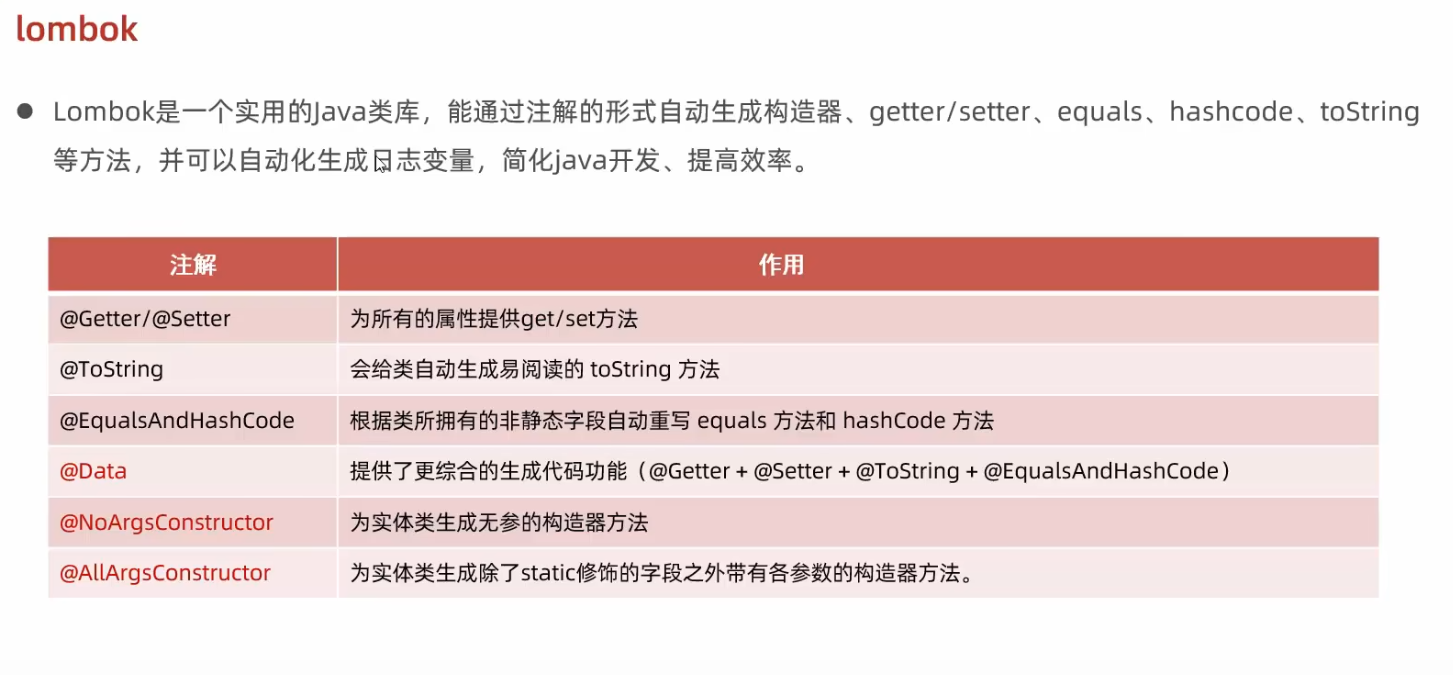 lombok
● Lombok是一个实用的Java类库，能通过注解的形式自动生成构造器、getter/setter、equals、hashcode、toString
等方法，并可以自动化生成日志变量，简化java开发、提高效率。
注解 作用
@Getter/@Setter 为所有的属性提供get/set方法
@ToString 会给类自动生成易阅读的 toString 方法
@EqualsAndHashCode 根据类所拥有的非静态字段自动重写 equals 方法和 hashCode 方法
@Data 提供了更综合的生成代码功能（@Getter + @Setter + @ToString + @EqualsAndHashCode）
@NoArgsConstructor 为实体类生成无参的构造器方法
@AllArgsConstructor 为实体类生成除了static修饰的字段之外带有各参数的构造器方法。